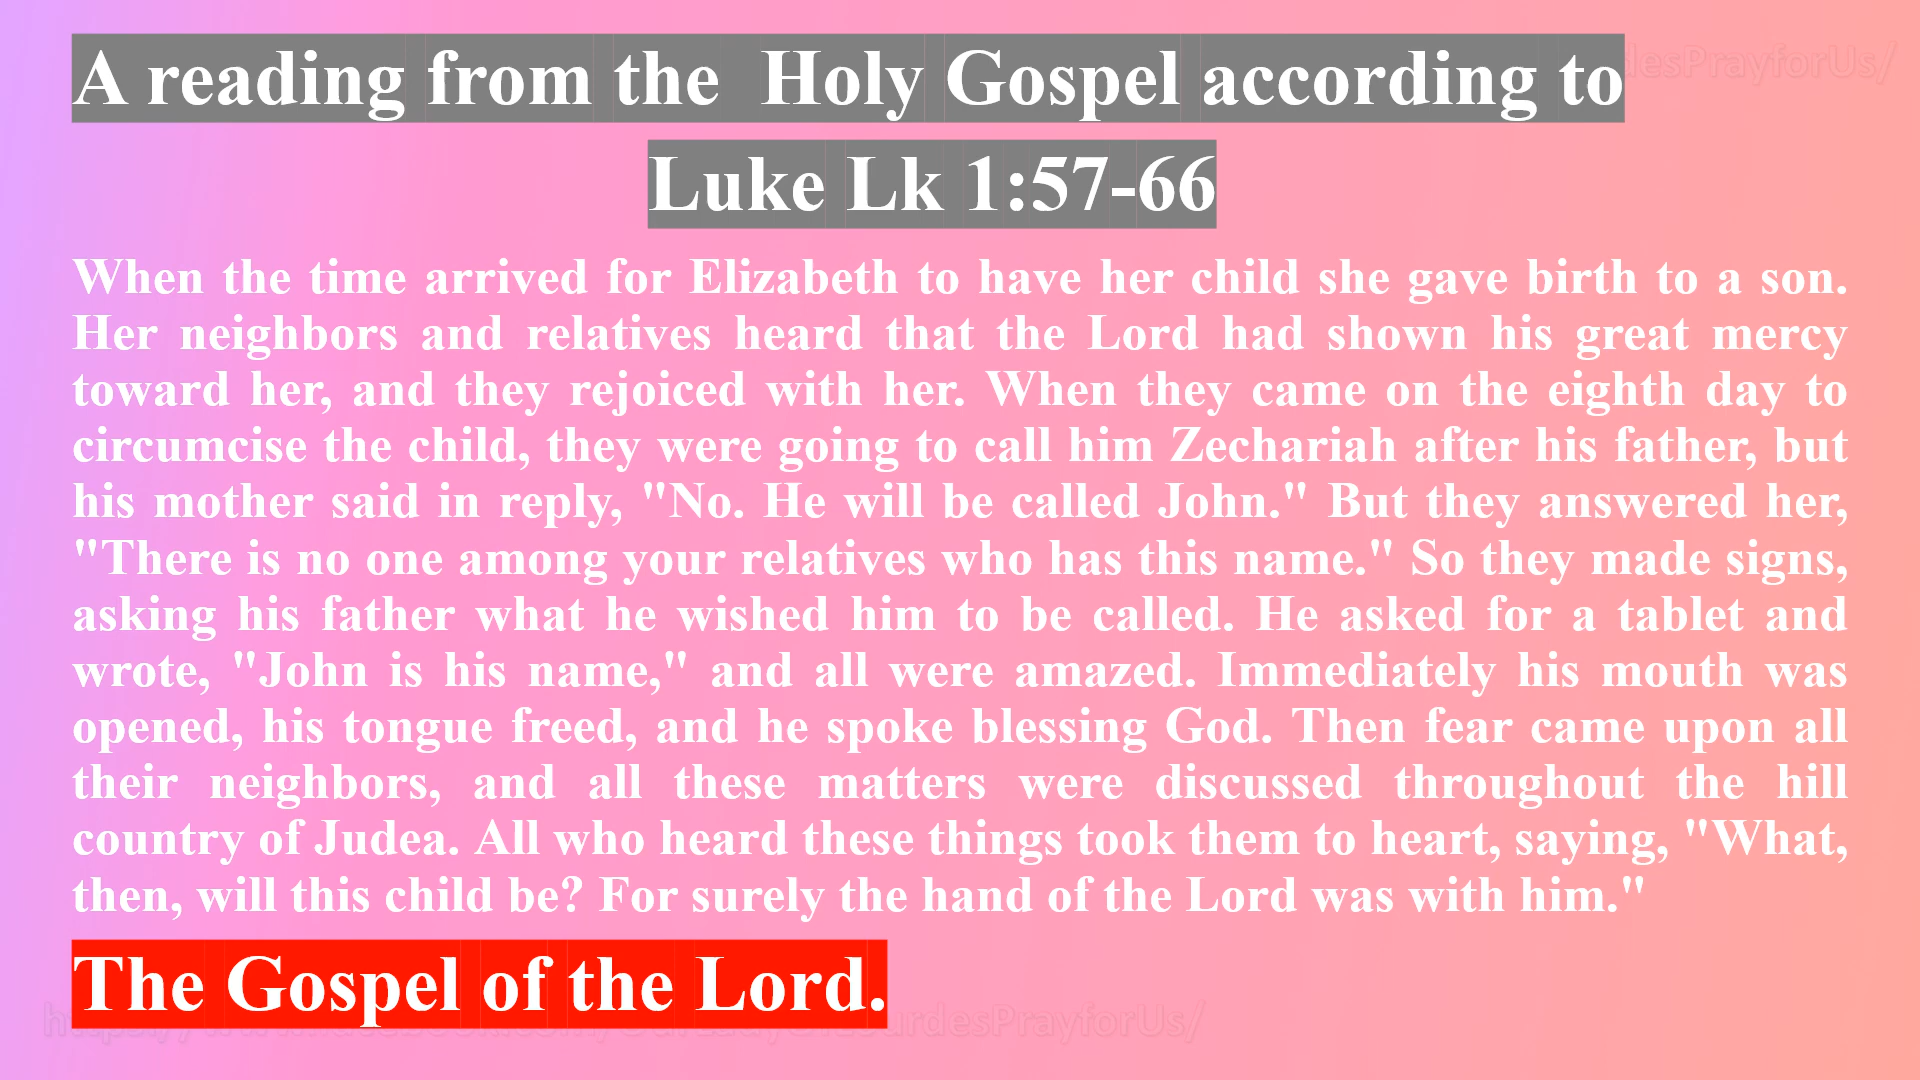 A reading from the  Holy Gospel according to
Luke Lk 1:57-66
When the time arrived for Elizabeth to have her child she gave birth to a son.
Her neighbors and relatives heard that the Lord had shown his great mercy
toward her, and they rejoiced with her. When they came on the eighth day to
circumcise the child, they were going to call him Zechariah after his father, but
his mother said in reply, "No. He will be called John." But they answered her,
"There is no one among your relatives who has this name." So they made signs,
asking his father what he wished him to be called. He asked for a tablet and
wrote, "John is his name," and all were amazed. Immediately his mouth was
opened, his tongue freed, and he spoke blessing God. Then fear came upon all
their neighbors, and all these matters were discussed throughout the hill
country of Judea. All who heard these things took them to heart, saying, "What,
then, will this child be? For surely the hand of the Lord was with him."
The Gospel of the Lord.